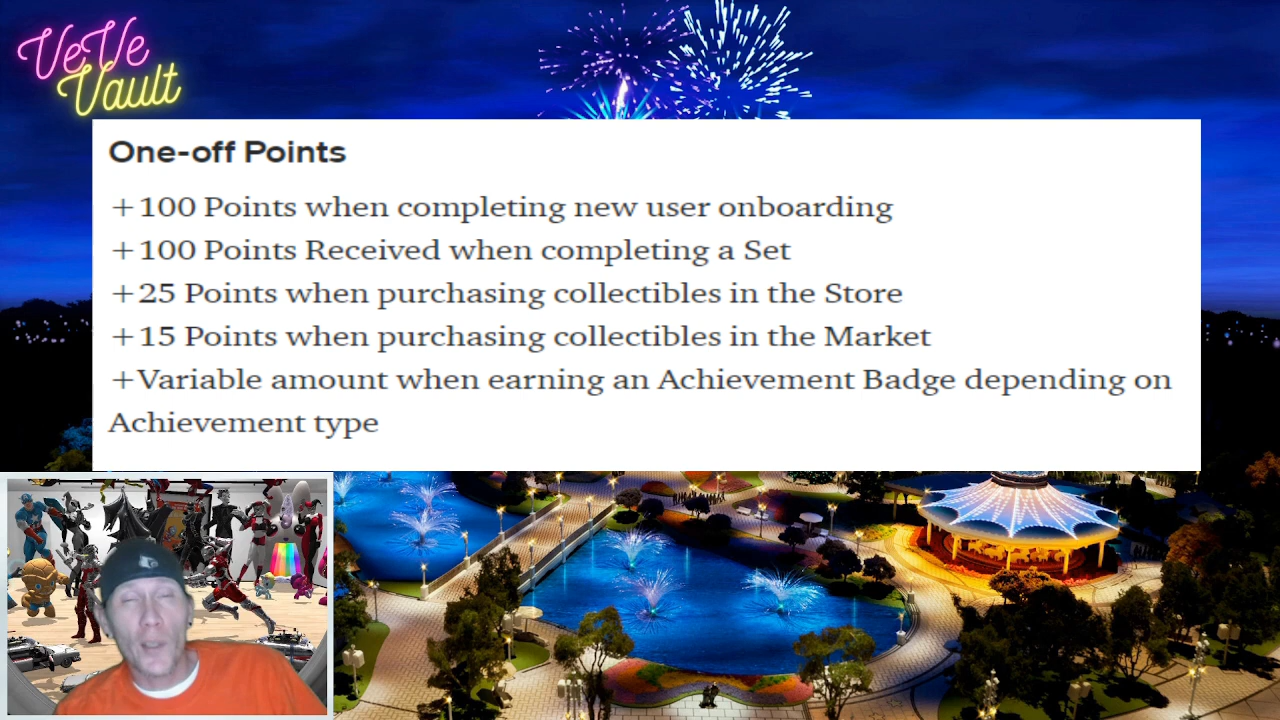 VeVe
Vault
One-off Points
+100 Points when completing new user onboarding
+100 Points Received when completing a Set
+25 Points when purchasing collectibles in the Store
+15 Points when purchasing collectibles in the Market
+Variable amount when earning an Achievement Badge depending on
Achievement type